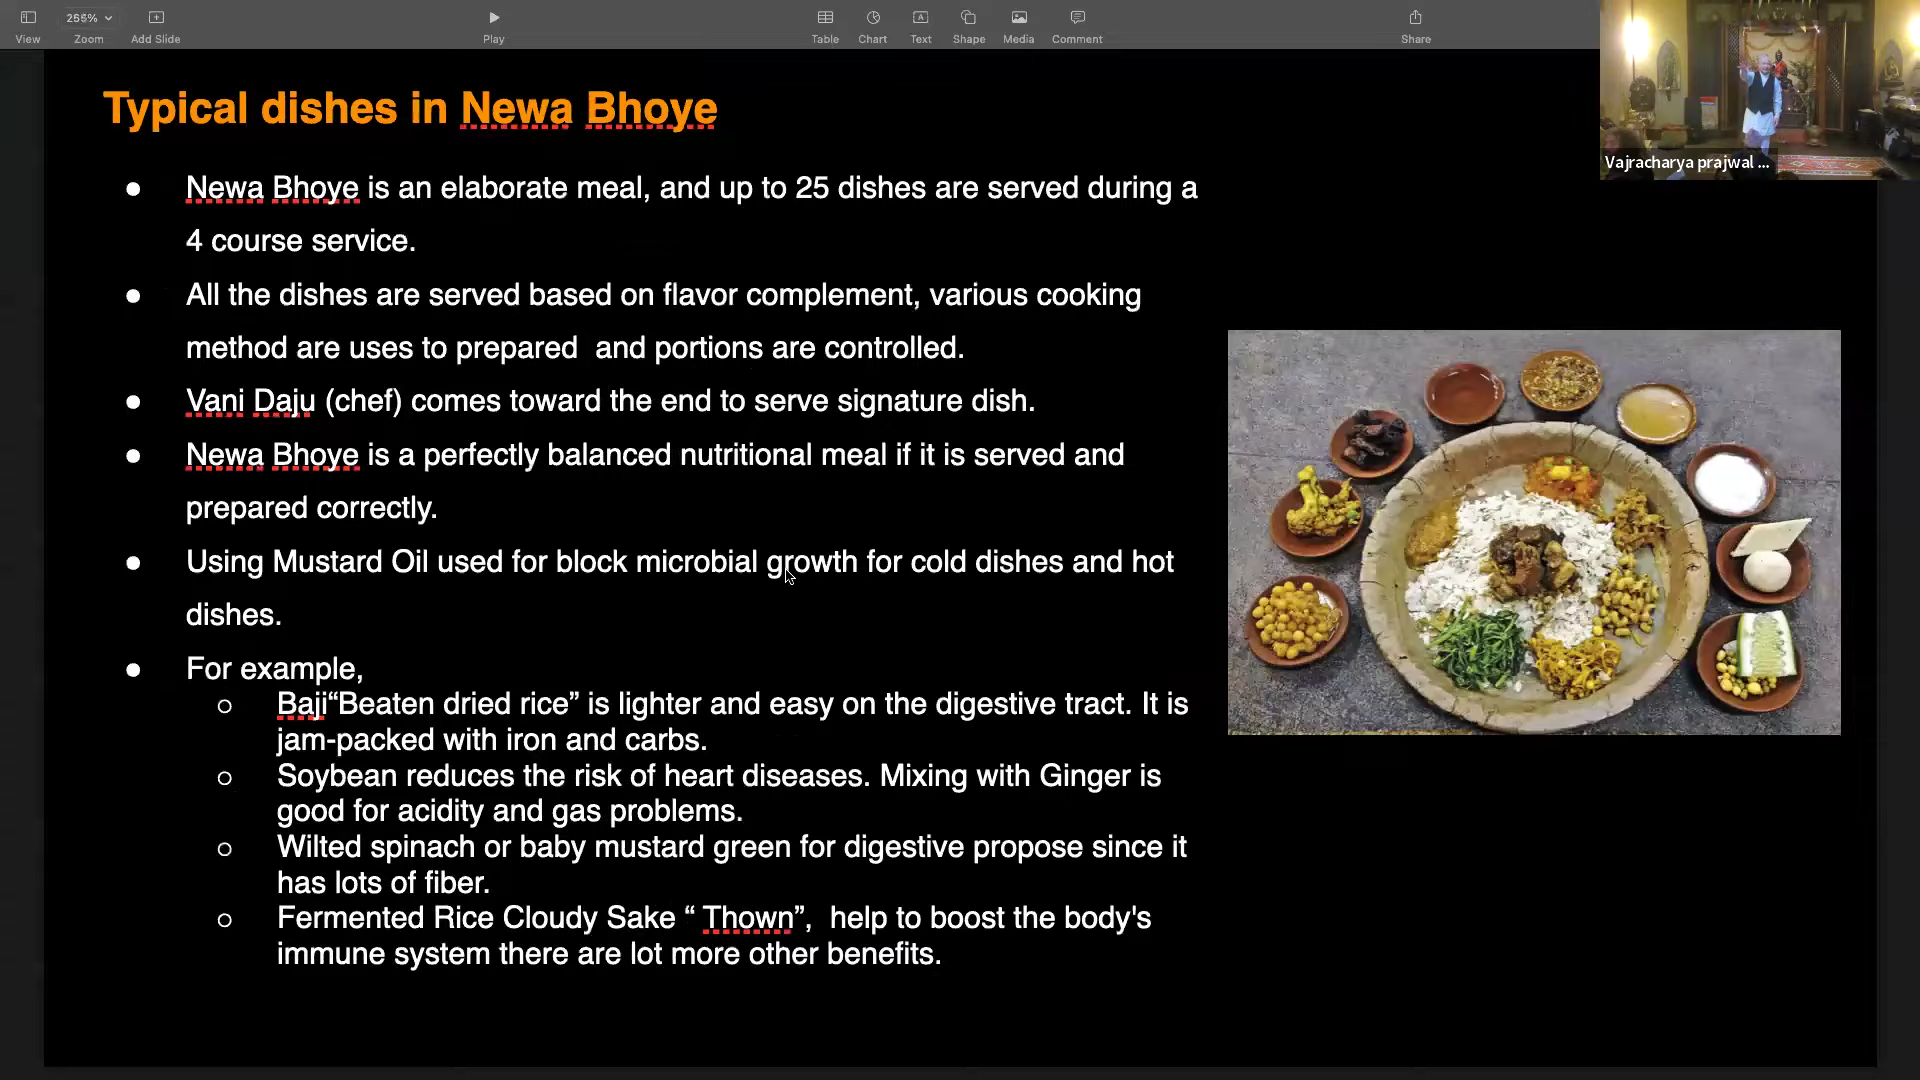 256%
View
Zoom
Add Slide
Play
Table
Chart
Text
Shape
Media
Comment
Share
Vajracharya prajwal ...
Typical dishes in Newa Bhoye
● Newa Bhoye is an elaborate meal, and up to 25 dishes are served during a
4 course service.
● All the dishes are served based on flavor complement, various cooking
method are uses to prepared  and portions are controlled.
● Vani Daju (chef) comes toward the end to serve signature dish.
● Newa Bhoye is a perfectly balanced nutritional meal if it is served and
prepared correctly.
● Using Mustard Oil used for block microbial growth for cold dishes and hot
dishes.
● For example,
○ Baji“Beaten dried rice” is lighter and easy on the digestive tract. It is
jam-packed with iron and carbs.
○ Soybean reduces the risk of heart diseases. Mixing with Ginger is
good for acidity and gas problems.
○ Wilted spinach or baby mustard green for digestive propose since it
has lots of fiber.
○ Fermented Rice Cloudy Sake “ Thown”,  help to boost the body's
immune system there are lot more other benefits.